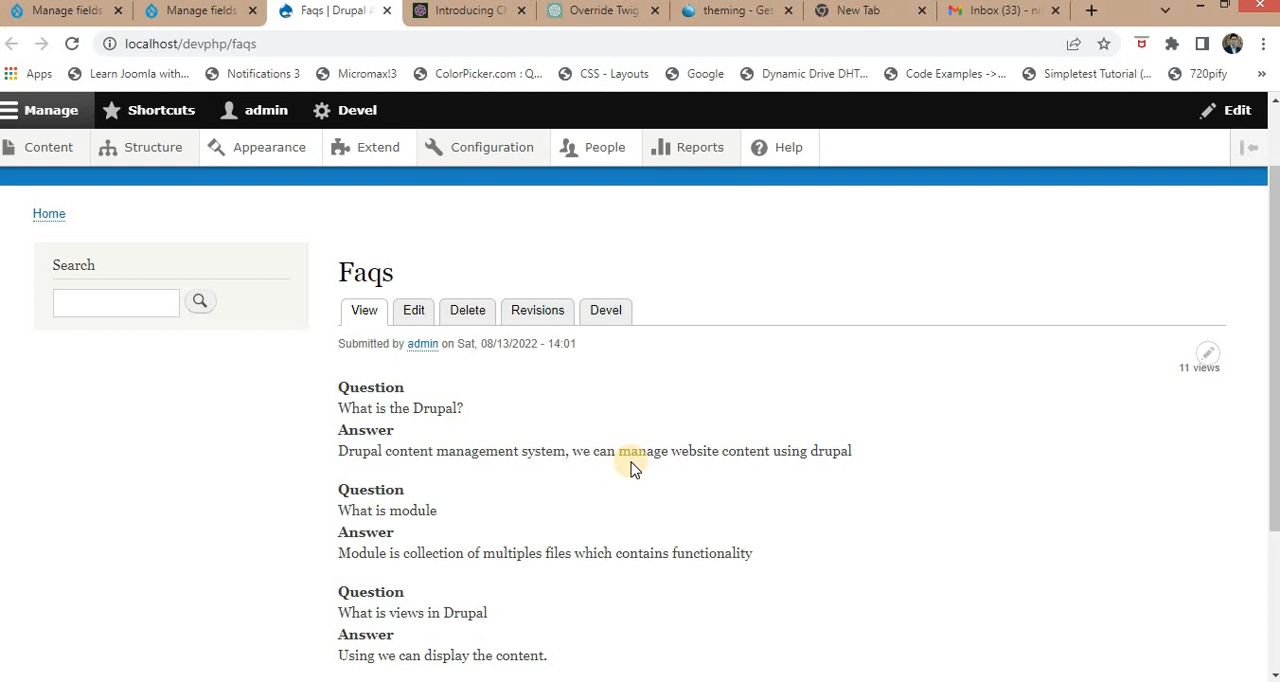 Manage fields
Manage fields
Faqs | Drupal
Introducing Ch
Override Twig
theming - Ge
New Tab
Inbox (33) - ni
localhost/devphp/faqs
Apps
Learn Joomla with...
Notifications 3
Micromax!3
ColorPicker.com : Q...
CSS - Layouts
Google
Dynamic Drive DHT...
Code Examples ->...
Simpletest Tutorial (...
720pify
»
Manage
Shortcuts
admin
Devel
Edit
Content
Structure
Appearance
Extend
Configuration
People
Reports
Help
Home
Search
Faqs
View
Edit
Delete
Revisions
Devel
Submitted by admin on Sat, 08/13/2022 - 14:01
11 views
Question
What is the Drupal?
Answer
Drupal content management system, we can manage website content using drupal
Question
What is module
Answer
Module is collection of multiples files which contains functionality
Question
What is views in Drupal
Answer
Using we can display the content.